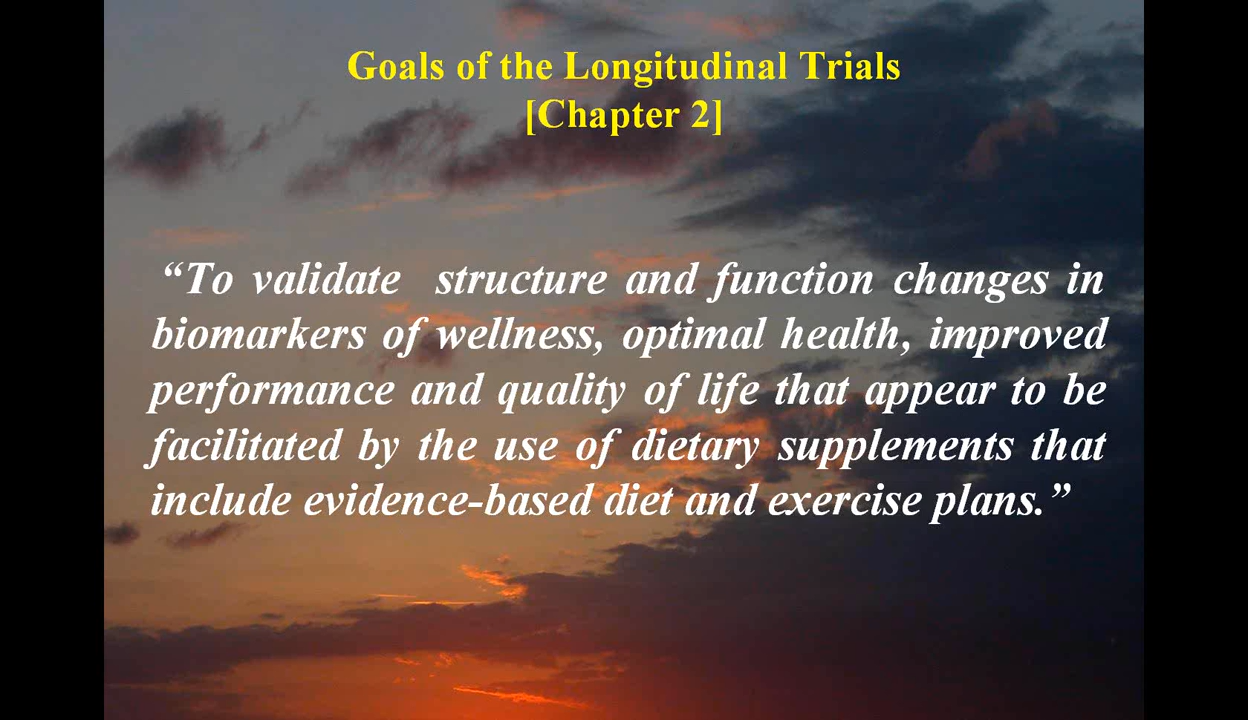 Goals of the Longitudinal Trials
[Chapter 2]
“To validate structure and function changes in
biomarkers of wellness, optimal health, improved
performance and quality of life that appear to be
facilitated by the use of dietary supplements that
include evidence-based diet and exercise plans.”